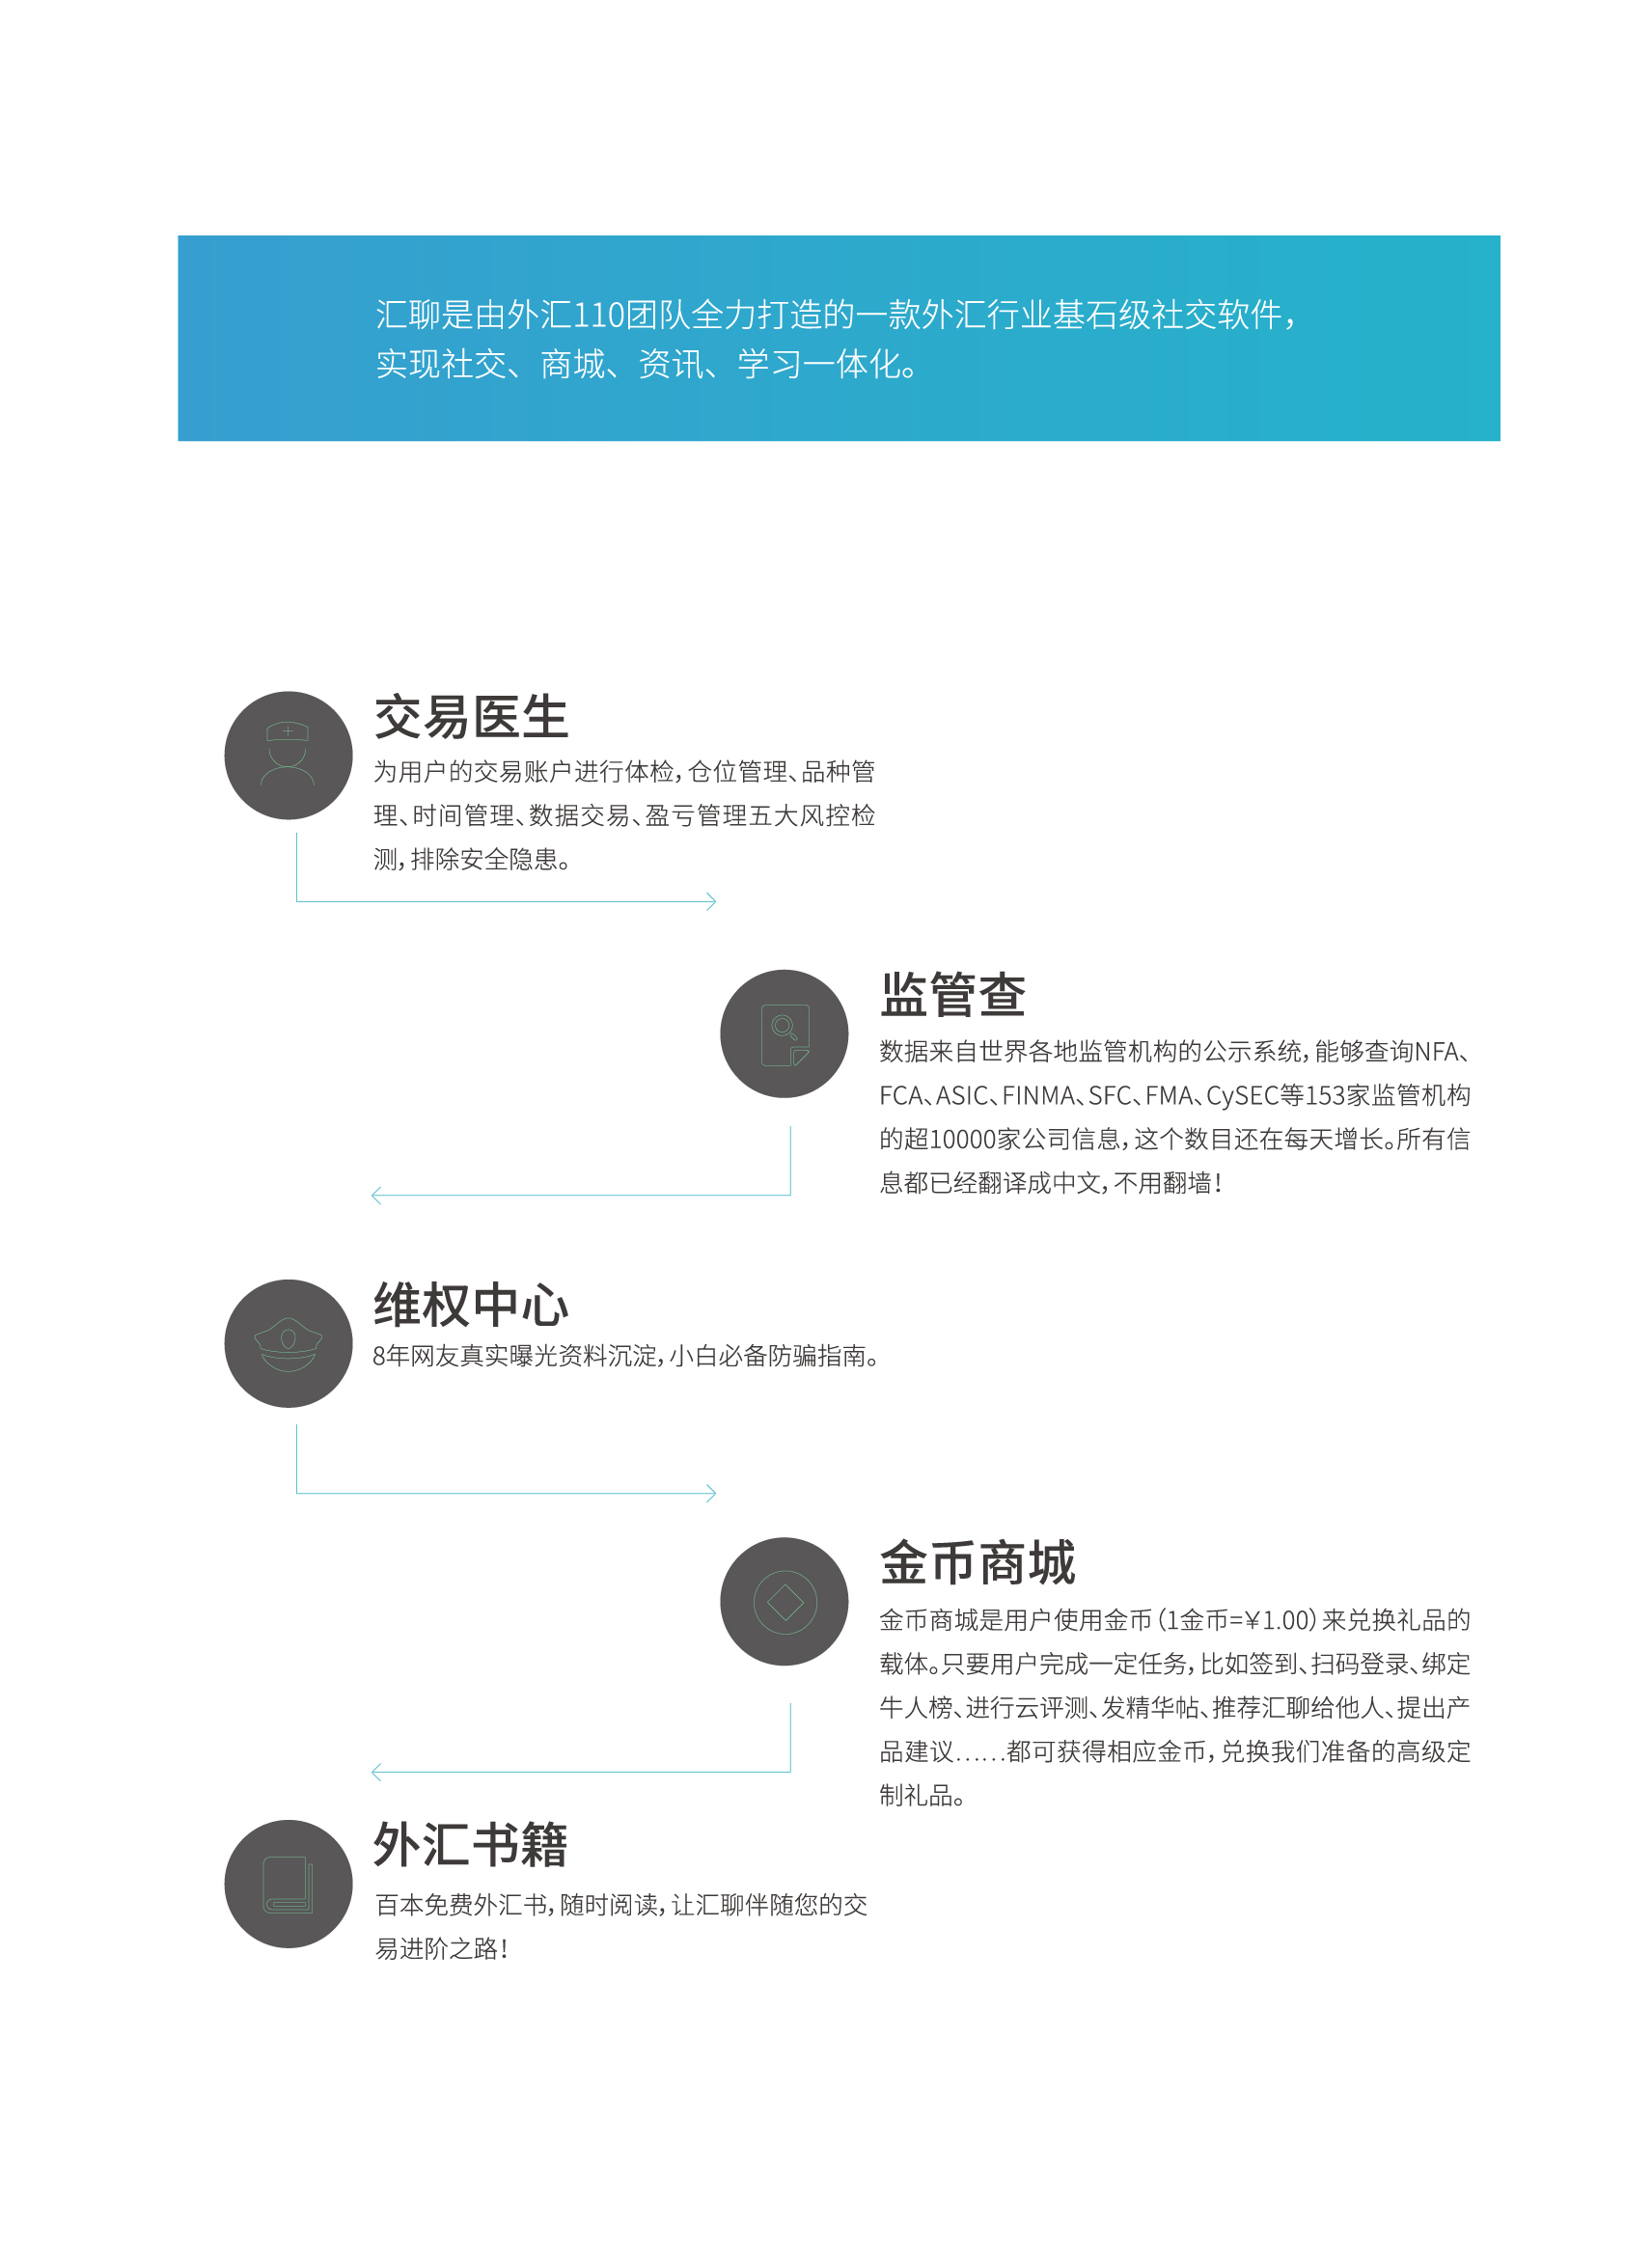 汇聊是由外汇110团队全力打造的一款外汇行业基石级社交软件，
实现社交、商城、资讯、学习一体化。
交易医生
为用户的交易账户进行体检，仓位管理、品种管
理、时间管理、数据交易、盈亏管理五大风控检
测，排除安全隐患。
监管查
数据来自世界各地监管机构的公示系统，能够查询NFA、
FCA、ASIC、FINMA、SFC、FMA、CySEC等153家监管机构
的超10000家公司信息，这个数目还在每天增长。所有信
息都已经翻译成中文，不用翻墙！
维权中心
8年网友真实曝光资料沉淀，小白必备防骗指南。
金币商城
金币商城是用户使用金币（1金币=¥1.00）来兑换礼品的
载体。只要用户完成一定任务，比如签到、扫码登录、绑定
牛人榜、进行云评测、发精华帖、推荐汇聊给他人、提出产
品建议……都可获得相应金币，兑换我们准备的高级定
制礼品。
外汇书籍
百本免费外汇书，随时阅读，让汇聊伴随您的交
易进阶之路！